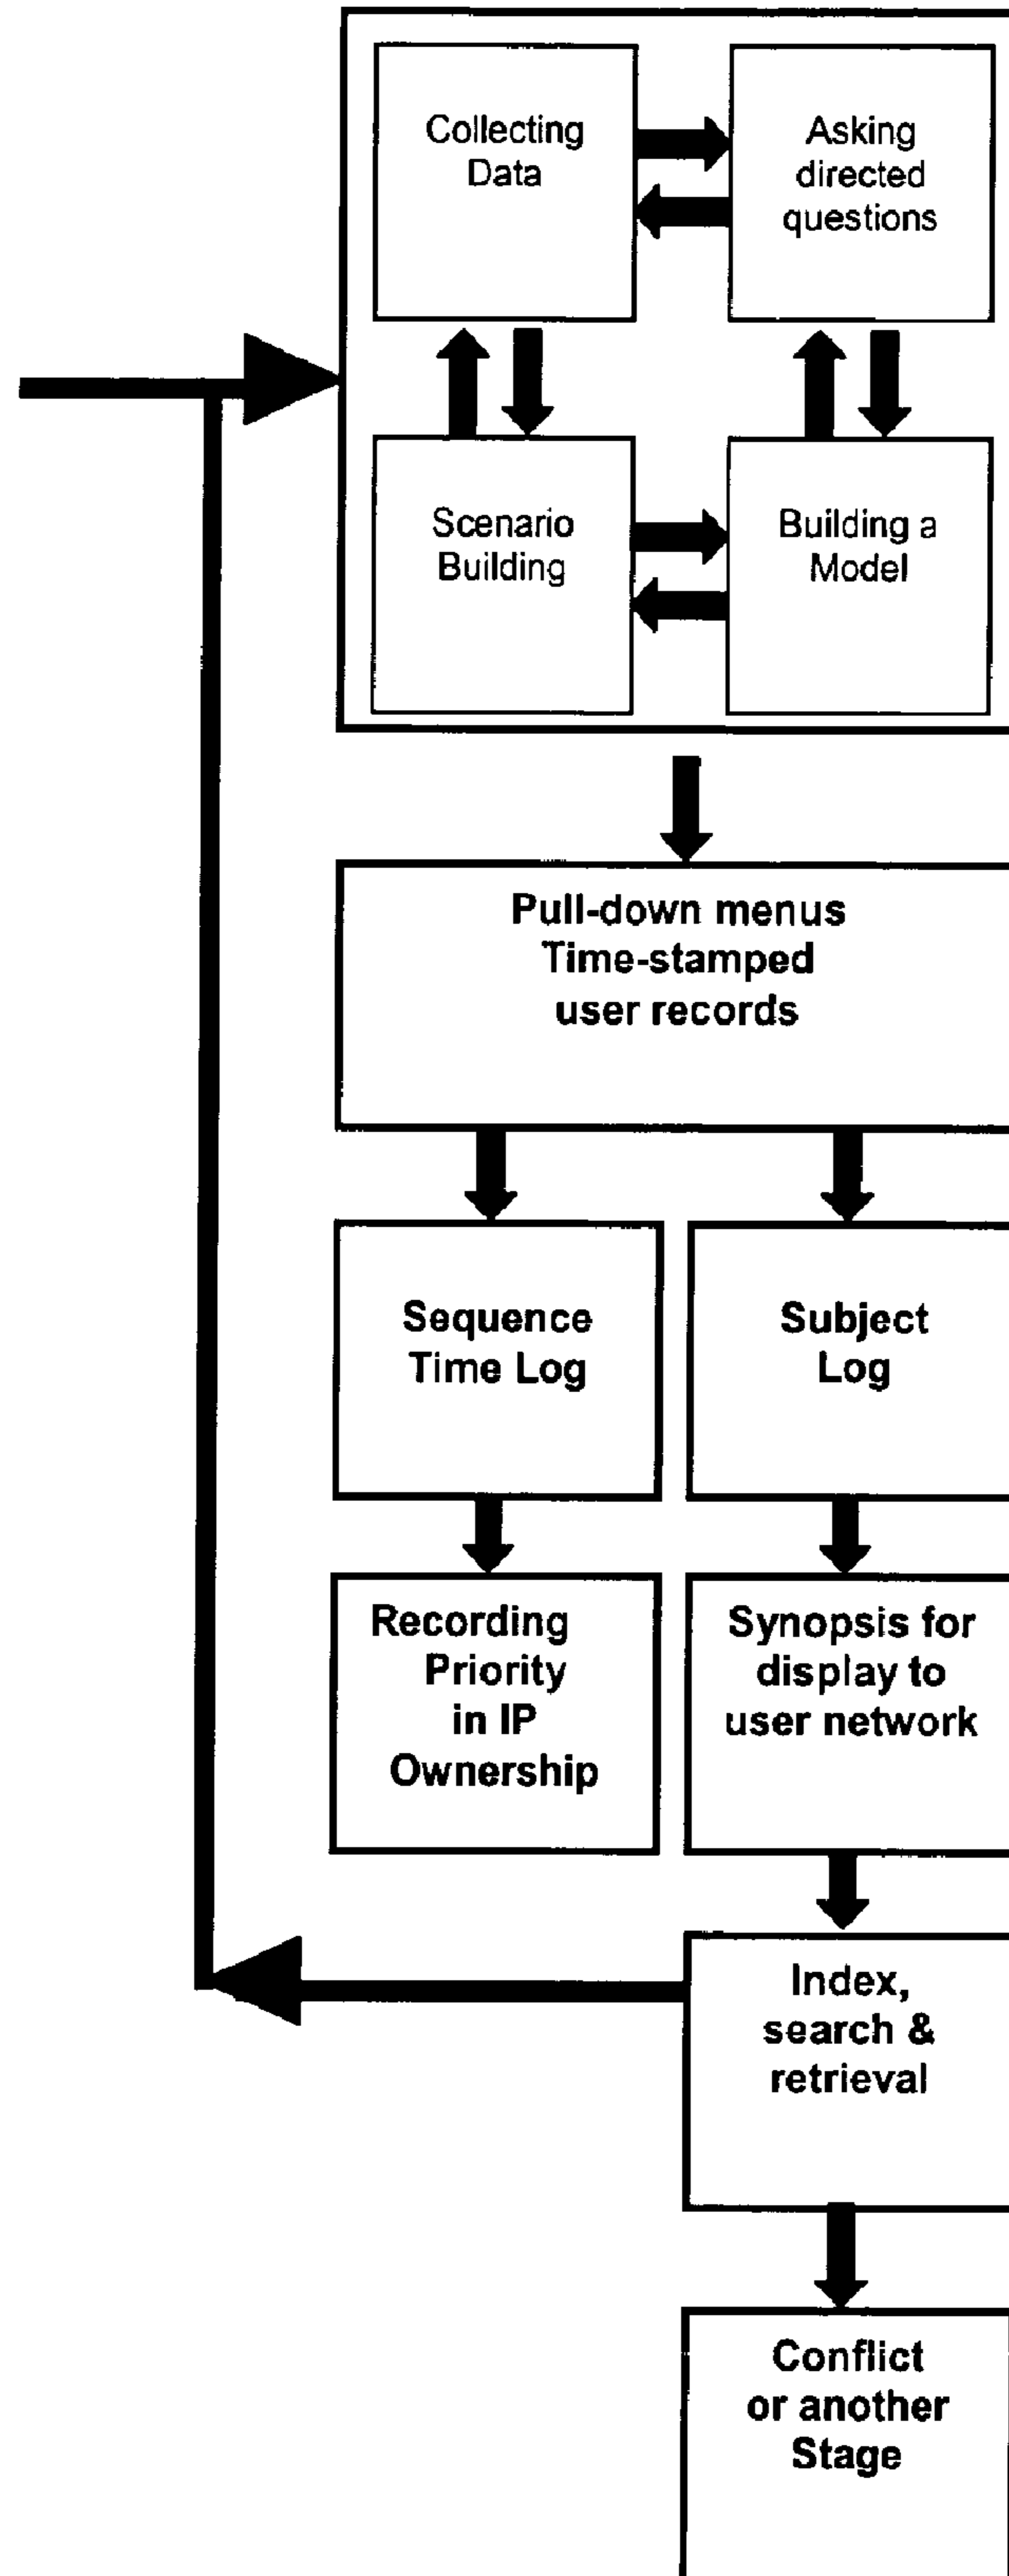 Collecting
Data
Asking
directed
questions
Scenario
Building
Building a
Model
Pull-down menus
Time-stamped
user records
Sequence
Time Log
Subject
Log
Recording
Priority
in IP
Ownership
Synopsis for
display to
user network
Index,
search &
retrieval
Conflict
or another
Stage